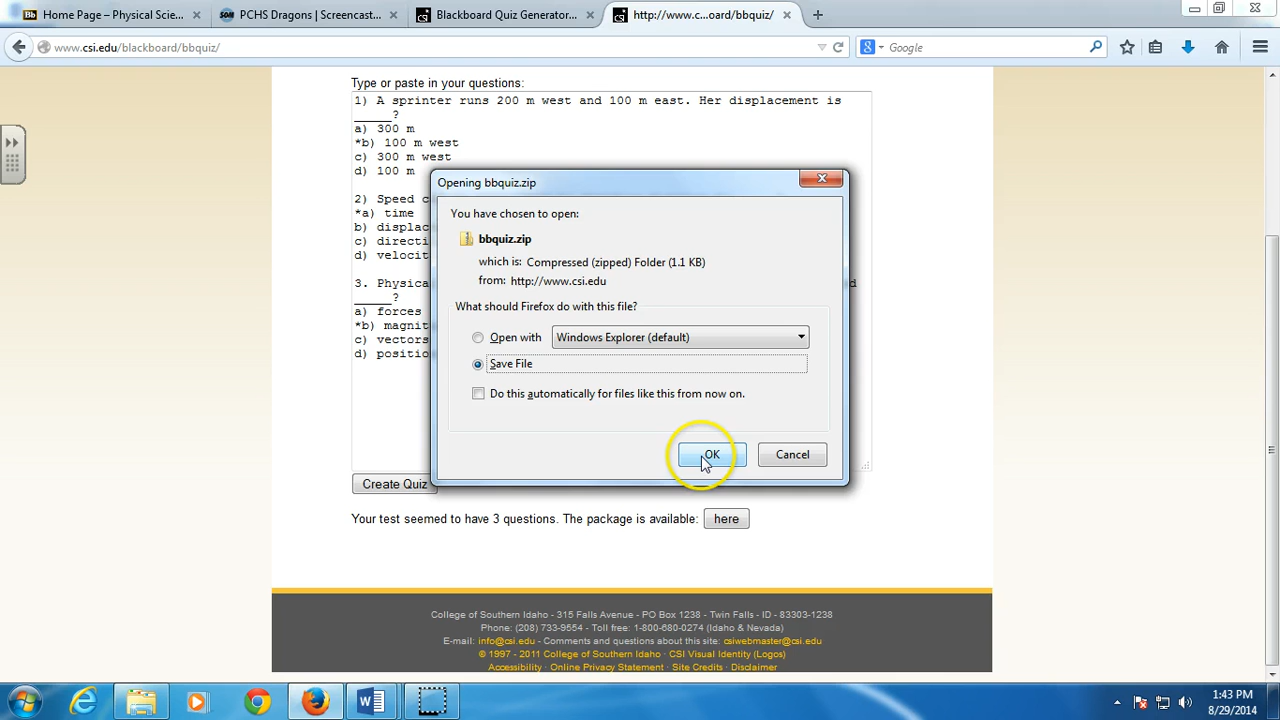 Home Page – Physical Scie...
PCHS Dragons | Screencast...
Blackboard Quiz Generator...
http://www.c...oard/bbquiz/
www.csi.edu/blackboard/bbquiz/
Google
Type or paste in your questions:
1) A sprinter runs 200 m west and 100 m east. Her displacement is
_____?
a) 300 m
*b) 100 m west
c) 300 m west
d) 100 m
2) Speed c
*a) time
b) displac
c) directi
d) velocit
3. Physica
d
_____?
a) forces
*b) magnit
c) vectors
d) positio
Opening bbquiz.zip
You have chosen to open:
bbquiz.zip
which is: Compressed (zipped) Folder (1.1 KB)
from: http://www.csi.edu
What should Firefox do with this file?
Open with
Windows Explorer (default)
Save File
Do this automatically for files like this from now on.
OK
Cancel
Create Quiz
Your test seemed to have 3 questions. The package is available: here
College of Southern Idaho - 315 Falls Avenue - PO Box 1238 - Twin Falls - ID - 83303-1238
Phone: (208) 733-9554 - Toll free: 1-800-680-0274 (Idaho & Nevada)
E-mail: info@csi.edu - Comments and questions about this site: csiwebmaster@csi.edu
© 1997 - 2011 College of Southern Idaho - CSI Visual Identity (Logos)
Accessibility - Online Privacy Statement - Site Credits - Disclaimer
1:43 PM
8/29/2014